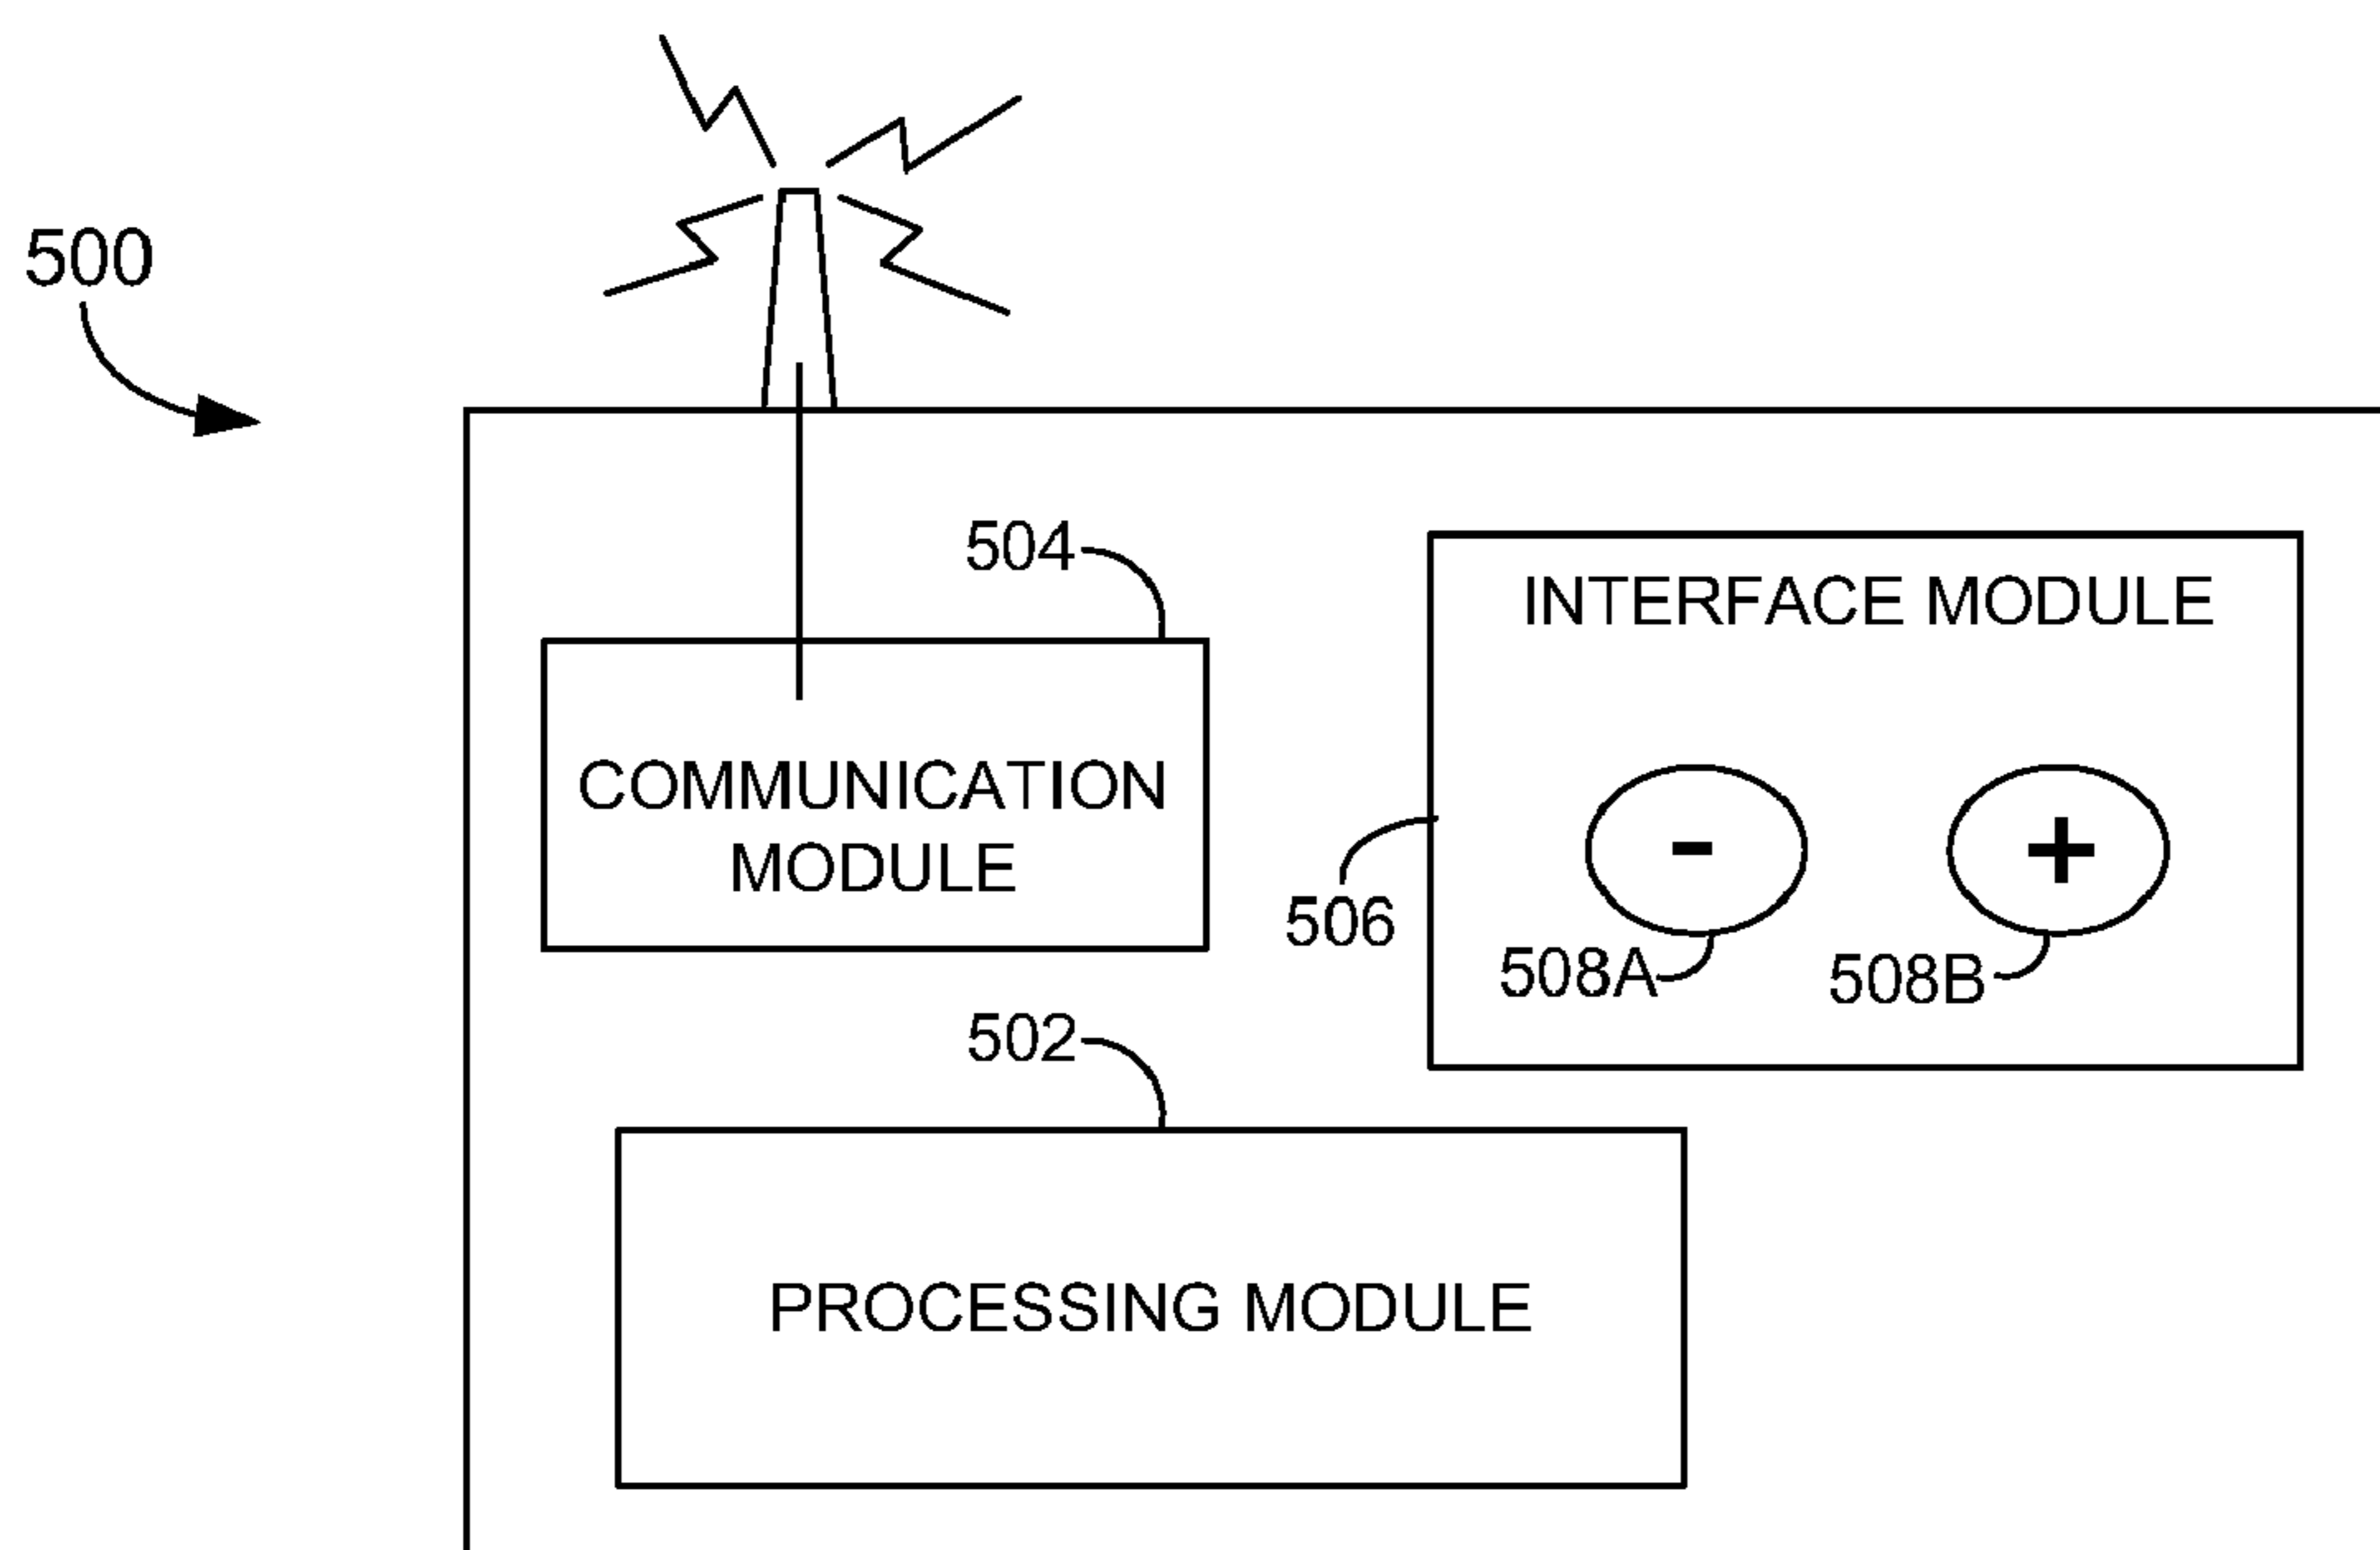 500
504
INTERFACE MODULE
COMMUNICATION
MODULE
- +
506
508A 508B
502
PROCESSING MODULE